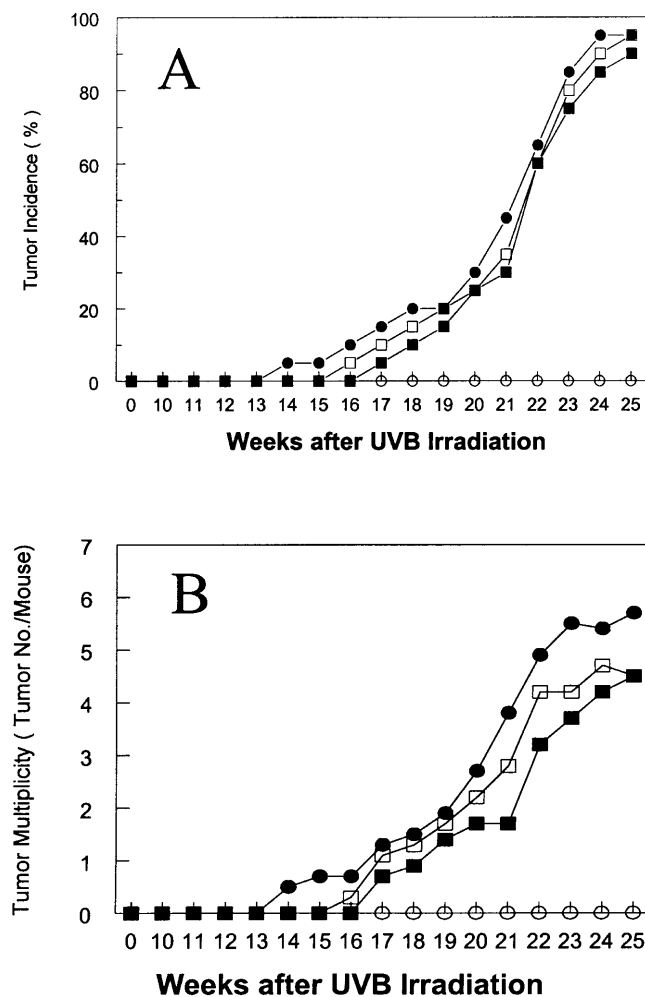 100
80
60
40
20
0
Tumor Incidence ( % )
A
0 10 11 12 13 14 15 16 17 18 19 20 21 22 23 24 25
Weeks after UVB Irradiation
7
6
5
4
3
2
1
0
Tumor Multiplicity ( Tumor No./Mouse)
B
0 10 11 12 13 14 15 16 17 18 19 20 21 22 23 24 25
Weeks after UVB Irradiation